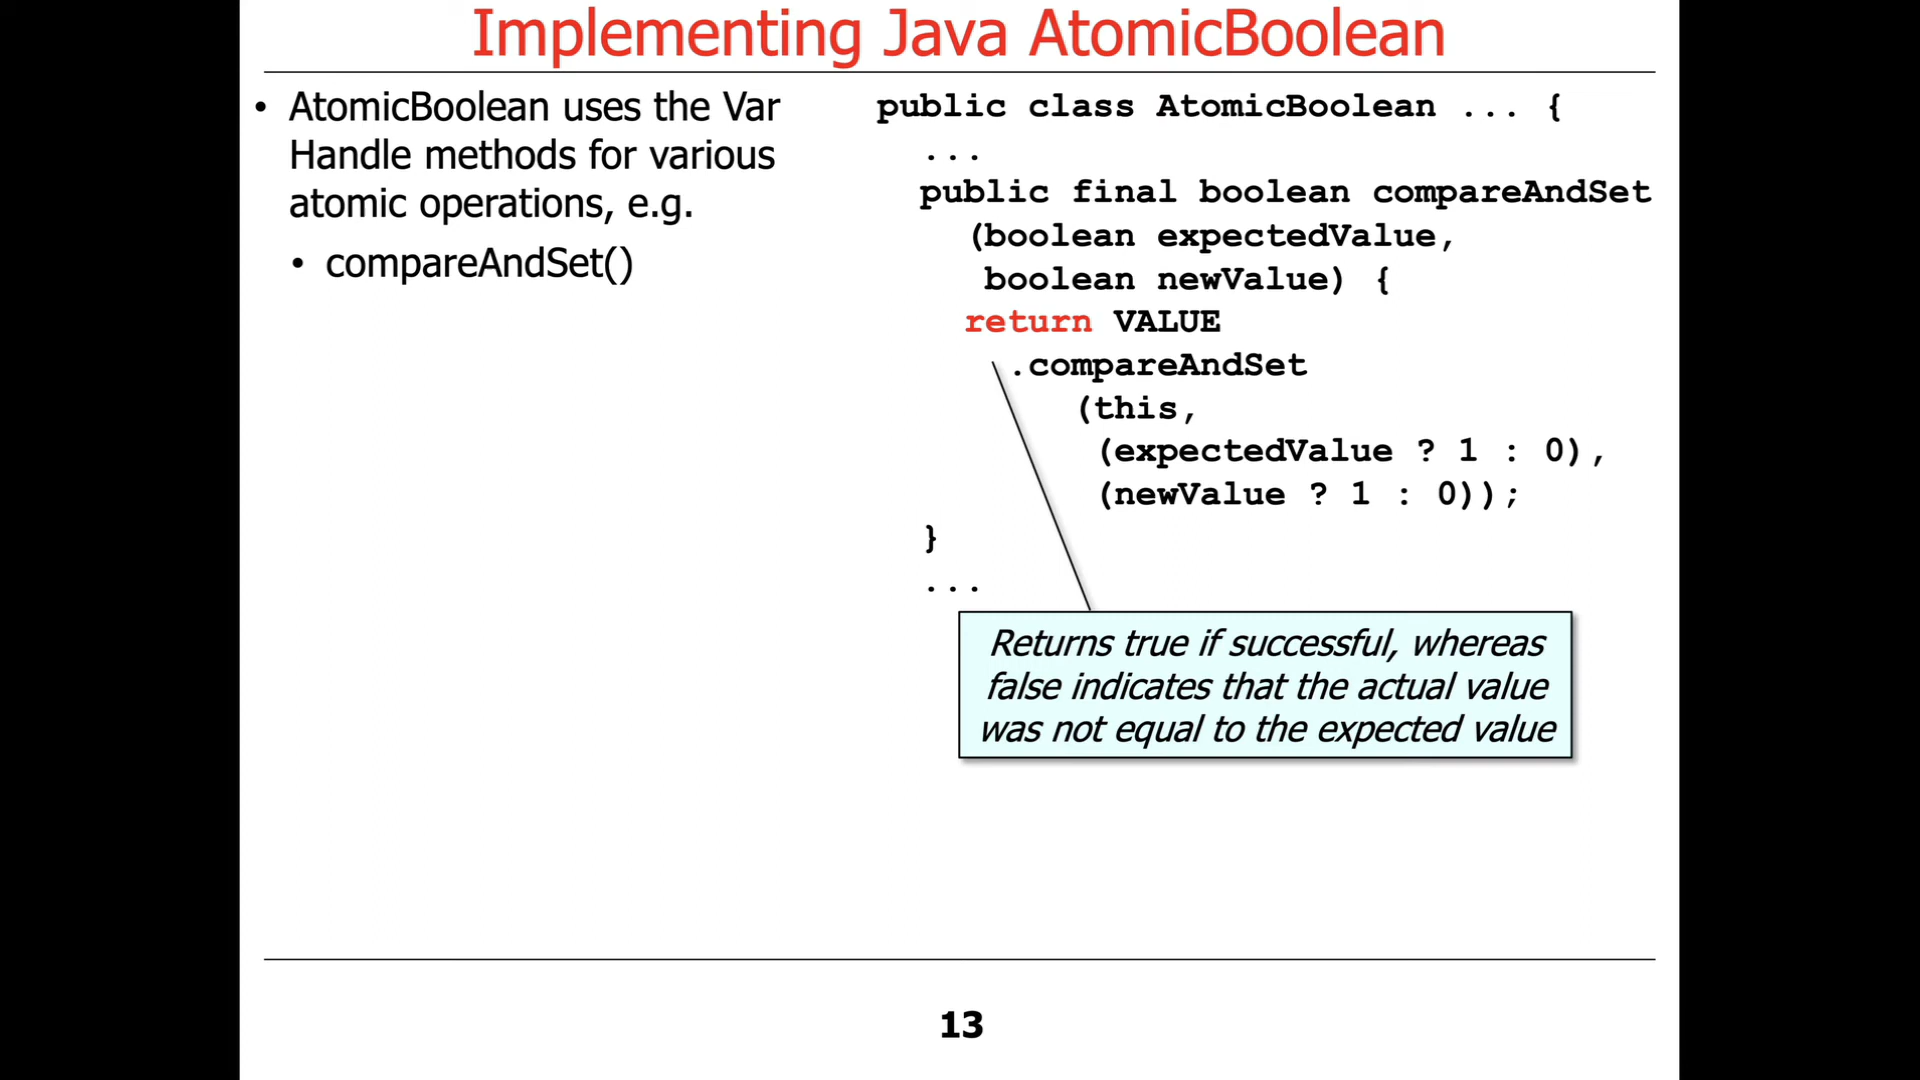 Implementing Java AtomicBoolean
• AtomicBoolean uses the Var
Handle methods for various
atomic operations, e.g.
• compareAndSet()
public class AtomicBoolean ... {
...
public final boolean compareAndSet
(boolean expectedValue,
boolean newValue) {
return VALUE
.compareAndSet
(this,
(expectedValue ? 1 : 0),
(newValue ? 1 : 0));
}
...
Returns true if successful, whereas
false indicates that the actual value
was not equal to the expected value
13